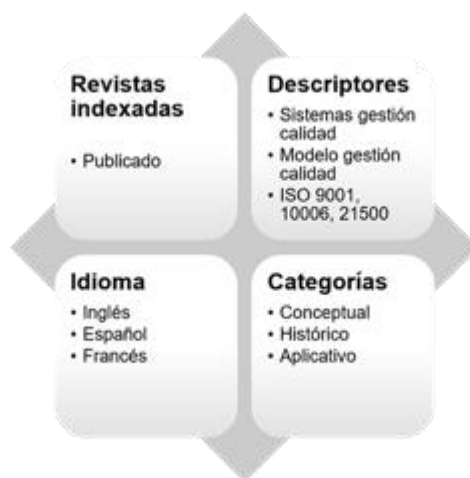 Revistas
indexadas
• Publicado
Descriptores
• Sistemas gestión
calidad
• Modelo gestión
calidad
• ISO 9001,
10006, 21500
Idioma
• Inglés
• Español
• Francés
Categorías
• Conceptual
• Histórico
• Aplicativo